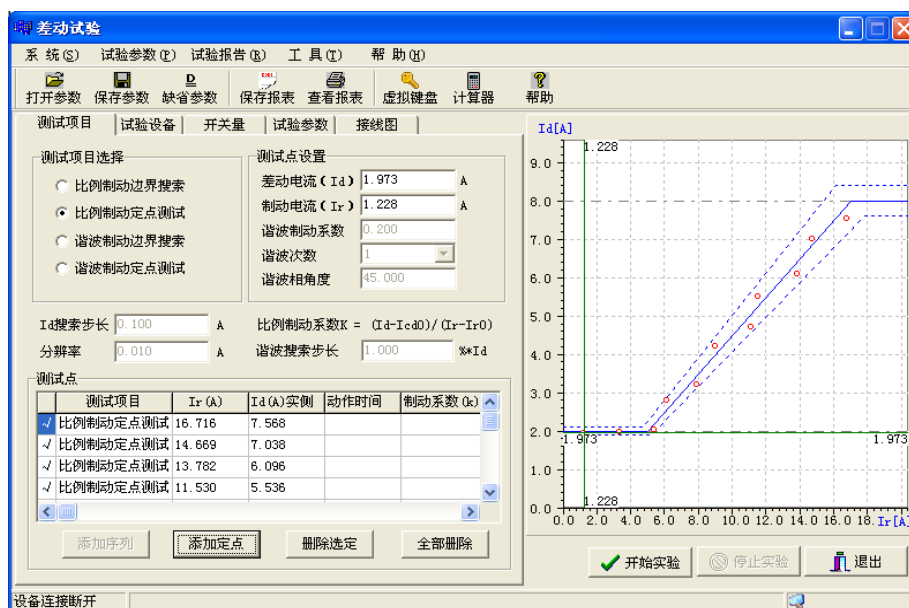 差动试验
系 统(S) 试验参数(P) 试验报告(R) 工 具(T) 帮 助(H)
打开参数 保存参数 缺省参数 保存报表 查看报表 虚拟键盘 计算器 帮助
测试项目 试验设备 开关量 试验参数 接线图
测试项目选择
比例制动边界搜索
比例制动定点测试
谐波制动边界搜索
谐波制动定点测试
测试点设置
差动电流(Id) 1.973 A
制动电流(Ir) 1.228 A
谐波制动系数 0.200
谐波次数 1
谐波相角度 45.000
Id搜索步长 0.100 A 比例制动系数K = (Id-Icd0)/(Ir-Ir0)
分辨率 0.010 A 谐波搜索步长 1.000 %*Id
测试点
测试项目 Ir(A) Id(A)实侧 动作时间 制动系数(k)
√ 比例制动定点测试 16.716 7.568
√ 比例制动定点测试 14.669 7.038
√ 比例制动定点测试 13.782 6.096
√ 比例制动定点测试 11.530 5.536
添加序列 添加定点 删除选定 全部删除
Id[A]
1.228
9.0
8.0
7.0
6.0
5.0
4.0
3.0
2.0
1.973 1.973
1.0
0.0
1.228
0.0 2.0 4.0 6.0 8.0 10.0 12.0 14.0 16.0 18.0 Ir[A]
开始实验 停止实验 退出
设备连接断开